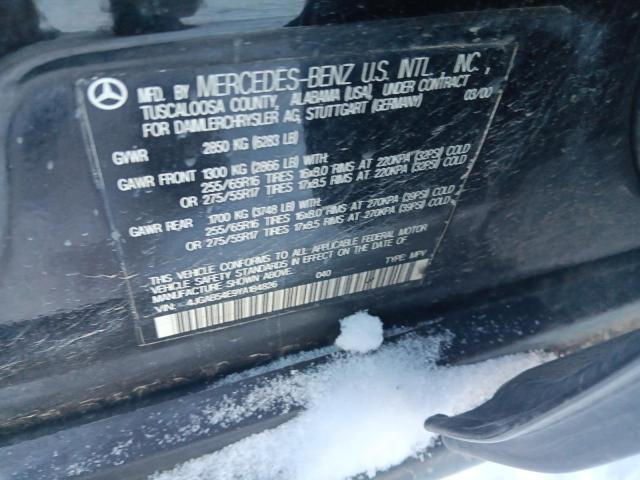 MFD. BY MERCEDES-BENZ U.S. INTL., INC.,
TUSCALOOSA COUNTY, ALABAMA (USA), UNDER CONTRACT
FOR DAIMLERCHRYSLER AG, STUTTGART (GERMANY) 03/00
GVWR 2850 KG (6283 LB)
GAWR FRONT 1300 KG (2866 LB) WITH:
255/65R16 TIRES 16x8.0 RIMS AT 220KPA (32PSI) COLD
OR 275/55R17 TIRES 17x8.5 RIMS AT 220KPA (32PSI) COLD
GAWR REAR 1700 KG (3748 LB) WITH:
255/65R16 TIRES 16x8.0"RIMS AT 270KPA (39PSI) COLD
OR 275/55R17 TIRES 17x8.5 RIMS AT 270KPA (39PSI) COLD
THIS VEHICLE CONFORMS TO ALL APPLICABLE FEDERAL MOTOR
VEHICLE SAFETY STANDARDS IN EFFECT ON THE DATE OF
MANUFACTURE SHOWN ABOVE.
VIN: 4JGAB54E9YA194826 040 TYPE: MPV